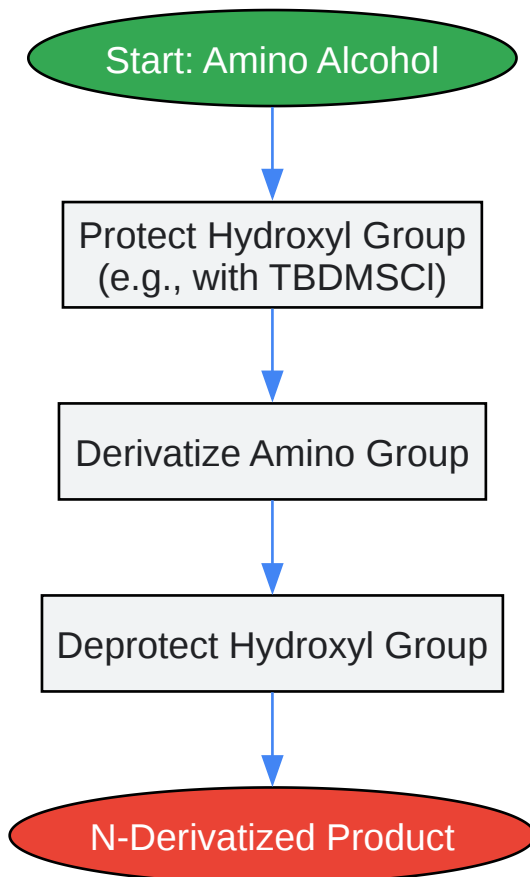 Start: Amino Alcohol
Protect Hydroxyl Group
(e.g., with TBDMSCl)
Derivatize Amino Group
Deprotect Hydroxyl Group
N-Derivatized Product